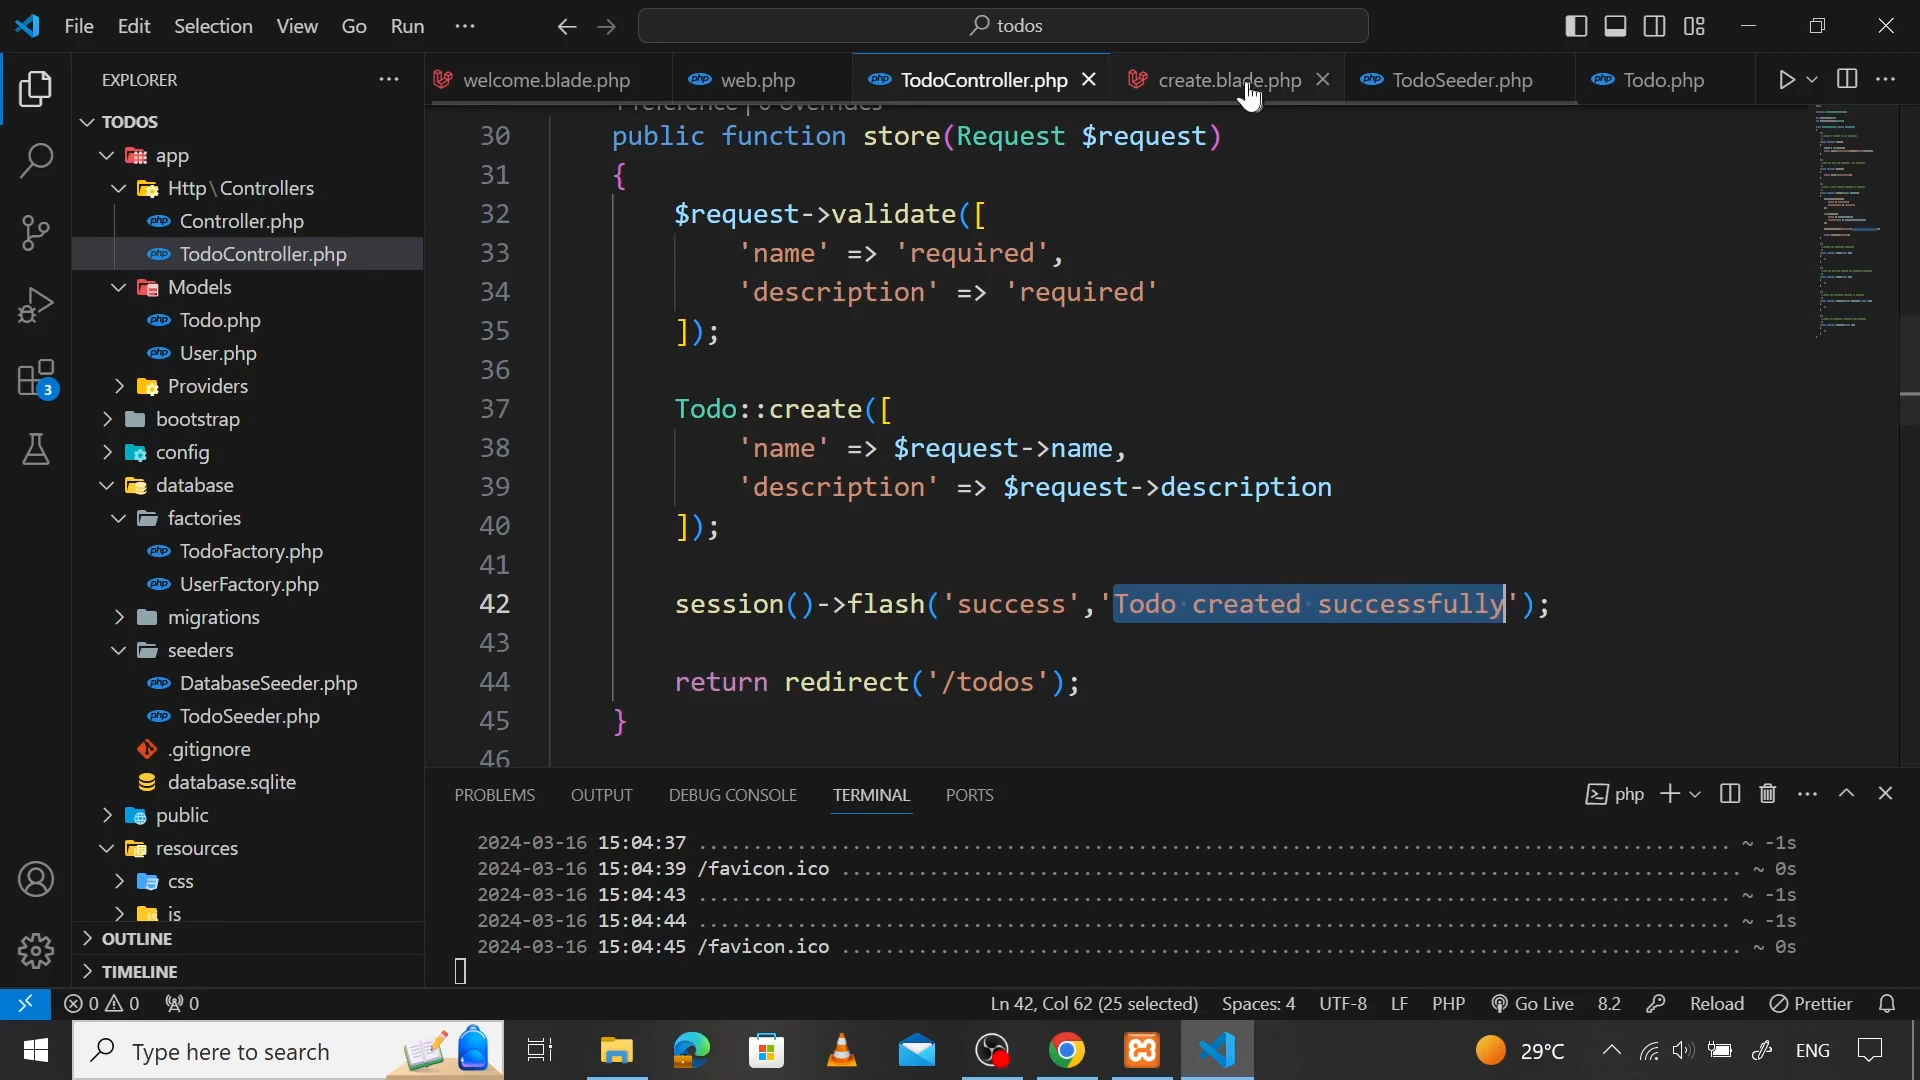 File Edit Selection View Go Run ···
todos
EXPLORER ···
welcome.blade.php
web.php
TodoController.php
create.blade.php
TodoSeeder.php
Todo.php
TODOS
app
Http\Controllers
Controller.php
TodoController.php
Models
Todo.php
User.php
Providers
bootstrap
config
database
factories
TodoFactory.php
UserFactory.php
migrations
seeders
DatabaseSeeder.php
TodoSeeder.php
.gitignore
database.sqlite
public
resources
css
js
OUTLINE
TIMELINE
30 public function store(Request $request)
31 {
32 $request->validate([
33 'name' => 'required',
34 'description' => 'required'
35 ]);
36
37 Todo::create([
38 'name' => $request->name,
39 'description' => $request->description
40 ]);
41
42 session()->flash('success','Todo created successfully');
43
44 return redirect('/todos');
45 }
46
PROBLEMS OUTPUT DEBUG CONSOLE TERMINAL PORTS
php
2024-03-16 15:04:37 ........ ~ -1s
2024-03-16 15:04:39 /favicon.ico ........ ~ 0s
2024-03-16 15:04:43 ........ ~ -1s
2024-03-16 15:04:44 ........ ~ -1s
2024-03-16 15:04:45 /favicon.ico ........ ~ 0s
3
0 0 0 Ln 42, Col 62 (25 selected) Spaces: 4 UTF-8 LF PHP Go Live 8.2 Reload Prettier
Type here to search
29°C ENG